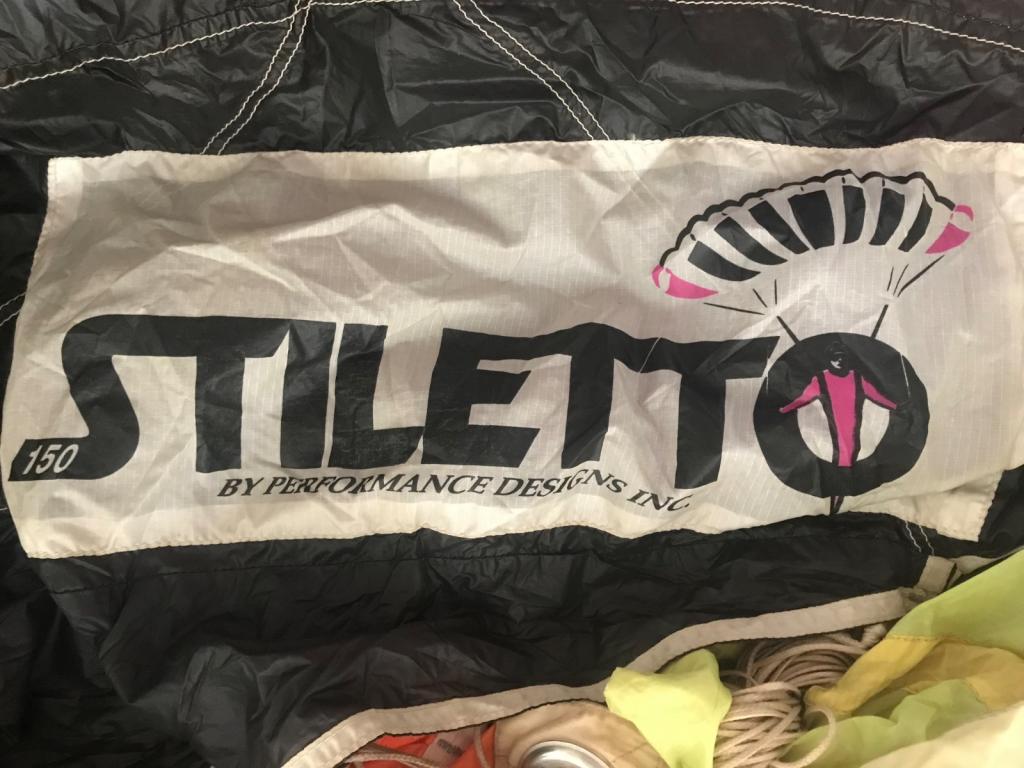 STILETTO
150
BY PERFORMANCE DESIGNS INC.